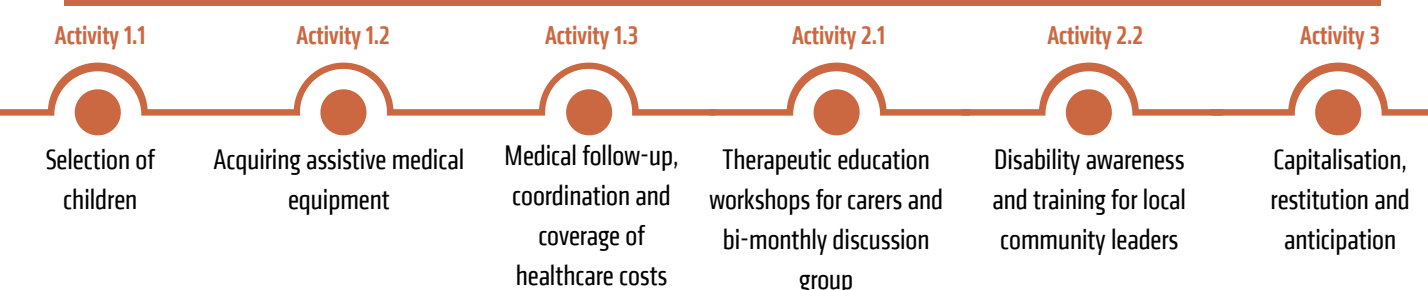 Activity 1.1
Selection of
children
Activity 1.2
Acquiring assistive medical
equipment
Activity 1.3
Medical follow-up,
coordination and
coverage of
healthcare costs
Activity 2.1
Therapeutic education
workshops for carers and
bi-monthly discussion
group
Activity 2.2
Disability awareness
and training for local
community leaders
Activity 3
Capitalisation,
restitution and
anticipation